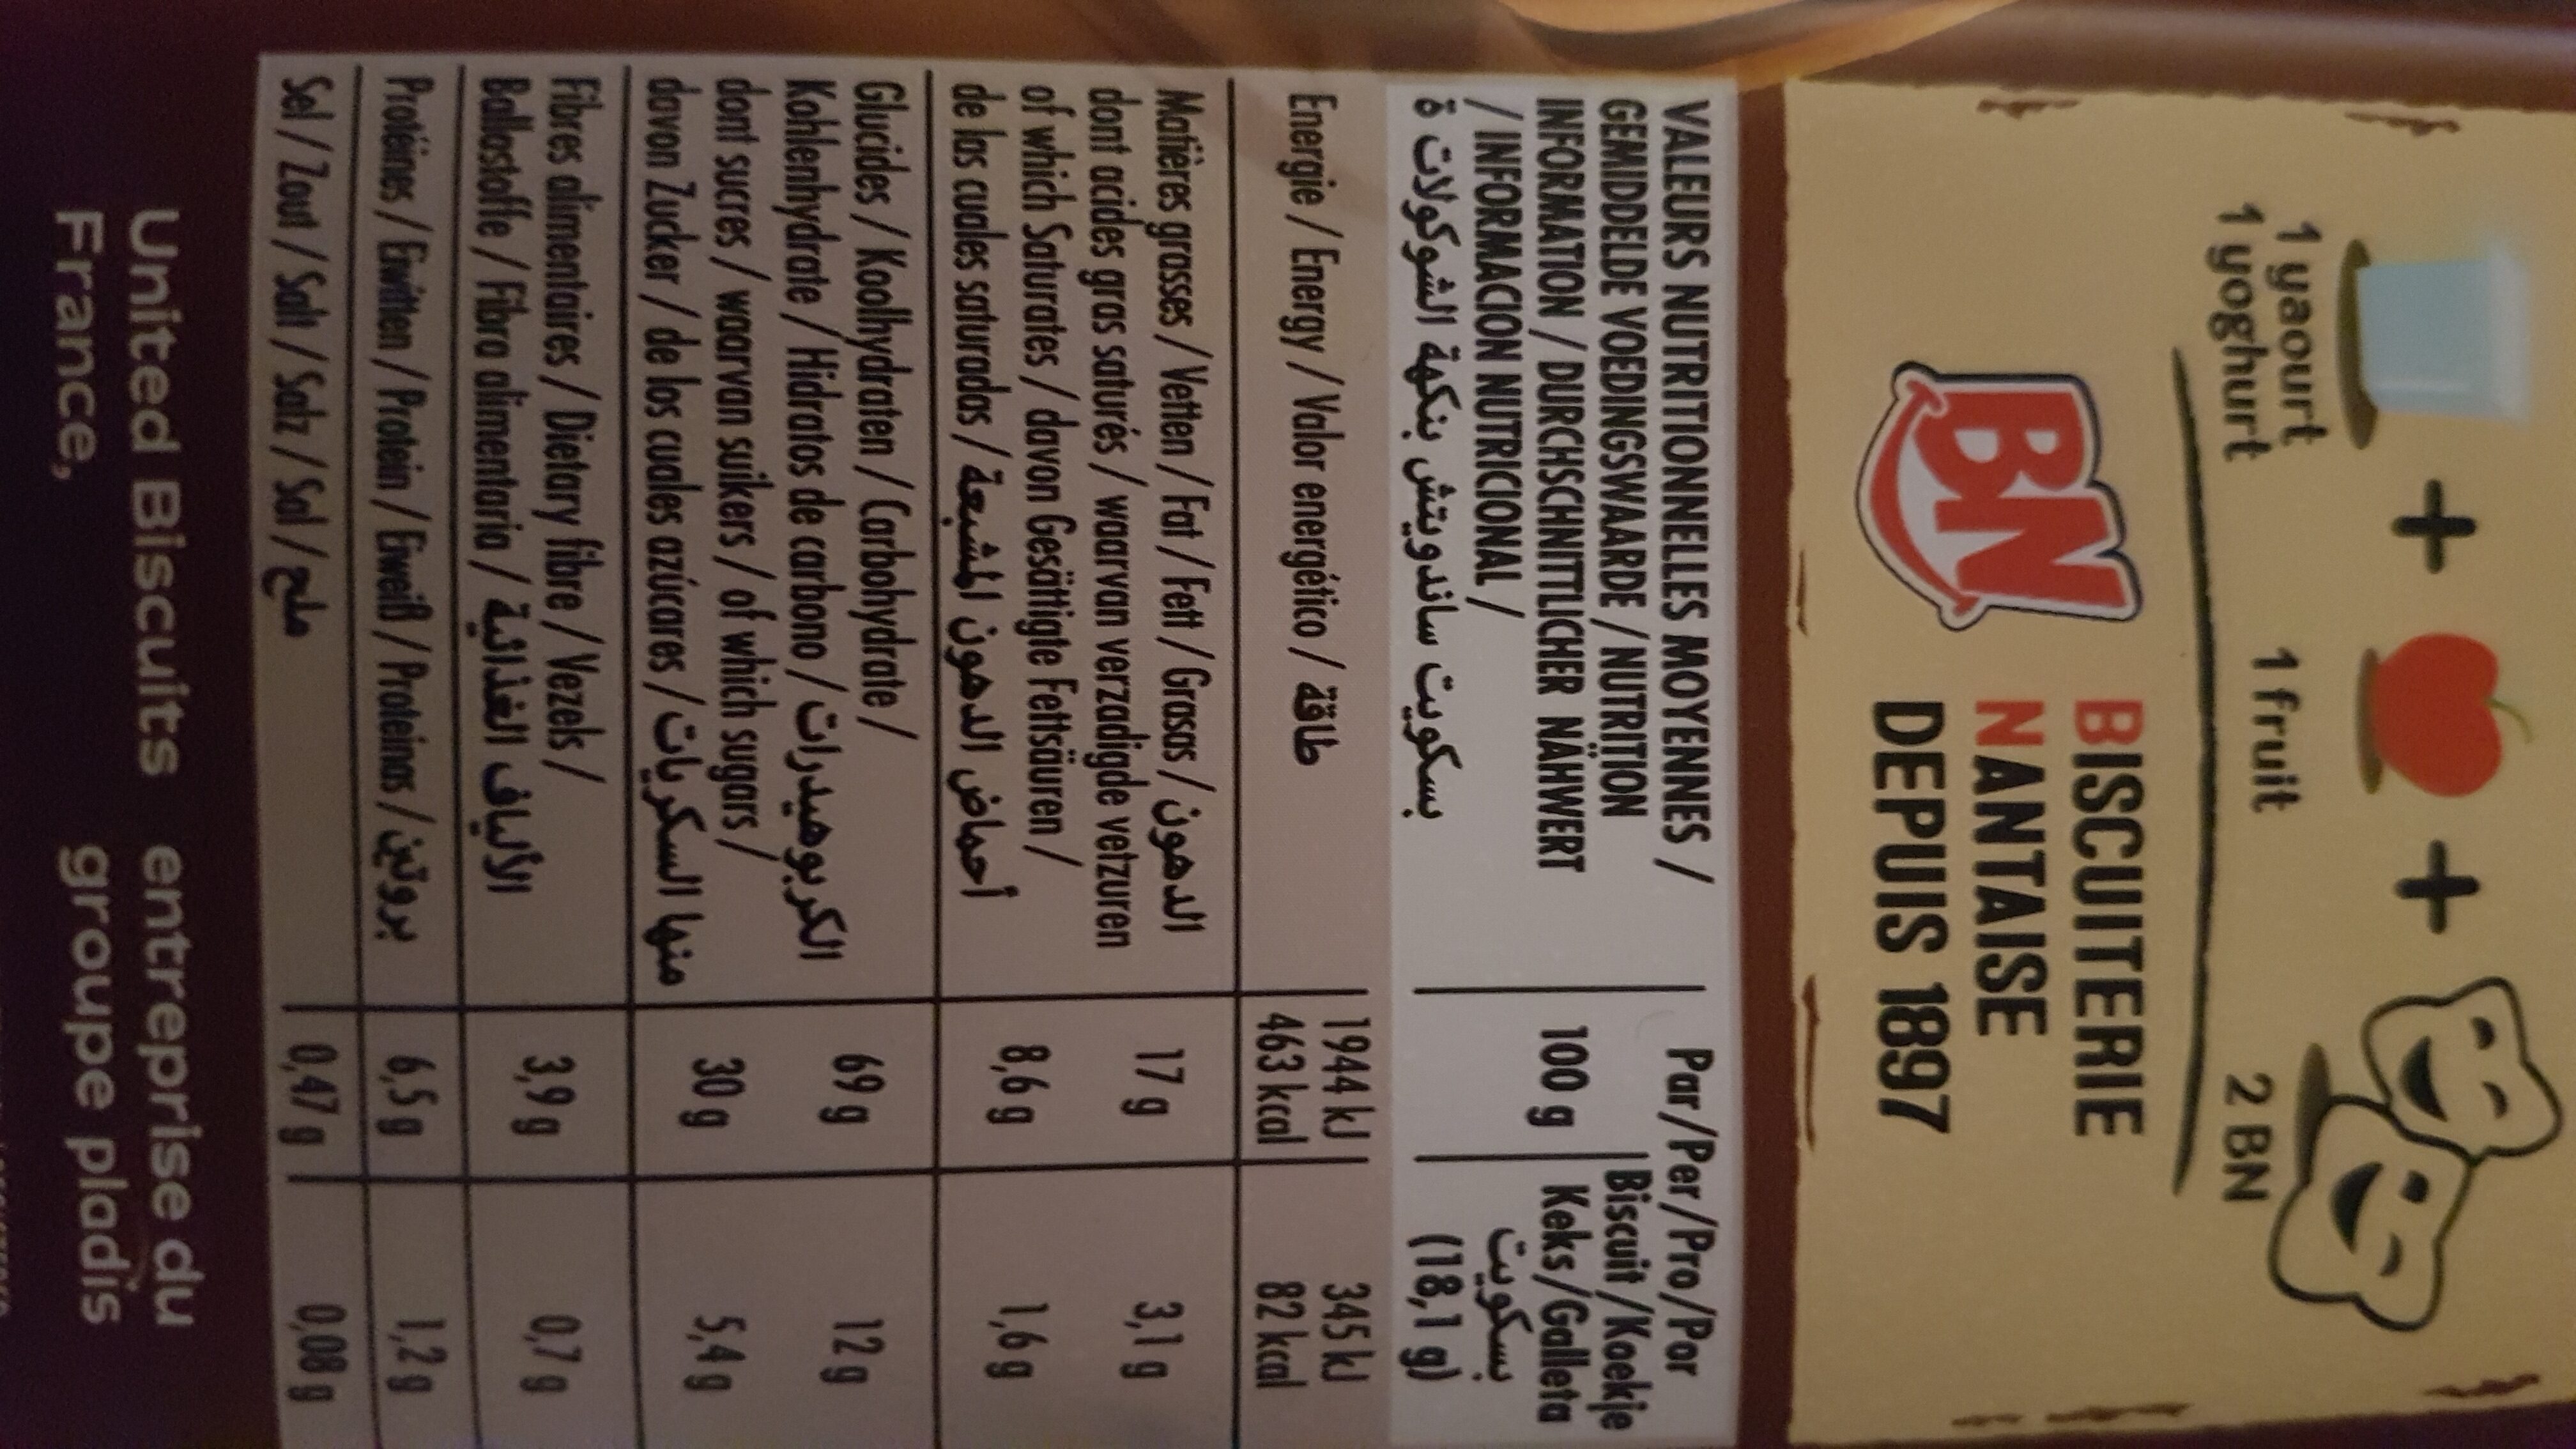 1 yaourt
1 yoghurt
+
1 fruit
+
2 BN
BN
BISCUITERIE
NANTAISE
DEPUIS 1897
VALEURS NUTRITIONNELLES MOYENNES /
GEMIDDELDE VOEDINGSWAARDE / NUTRITION
INFORMATION / DURCHSCHNITTLICHER NÄHWERT
/ INFORMACION NUTRICIONAL /
بسكويت ساندويتش بنكهة الشوكولات ة
Par/Per/Pro/Por
100 g
Biscuit/Koekje
Keks/Galleta
بسكويت
(18,1 g)
Energie / Energy / Valor energético / طاقة
1944 kJ 345 kJ
463 kcal 82 kcal
Matières grasses / Vetten / Fat / Fett / Grasas / الدهون 17 g 3,1 g
dont acides gras saturés / waarvan verzadigde vetzuren
of which Saturates / davon Gesättigte Fettsäuren /
de las cuales saturadas / أحماض الدهون المشبعة 8,6 g 1,6 g
Glucides / Koolhydraten / Carbohydrate /
Kohlenhydrate / Hidratos de carbono / الكربوهيدرات 69 g 12 g
dont sucres / waarvan suikers / of which sugars /
davon Zucker / de los cuales azúcares / منها السكريات 30 g 5,4 g
Fibres alimentaires / Dietary fibre / Vezels /
Ballastoffe / Fibra alimentaria / الألياف الغذائية 3,9 g 0,7 g
Protéines / Eiwitten / Protein / Eiweiß / Proteinas / بروتين 6,5 g 1,2 g
Sel / Zout / Salt / Salz / Sal / ملح 0,47 g 0,08 g
United Biscuits entreprise du
France, groupe pladis